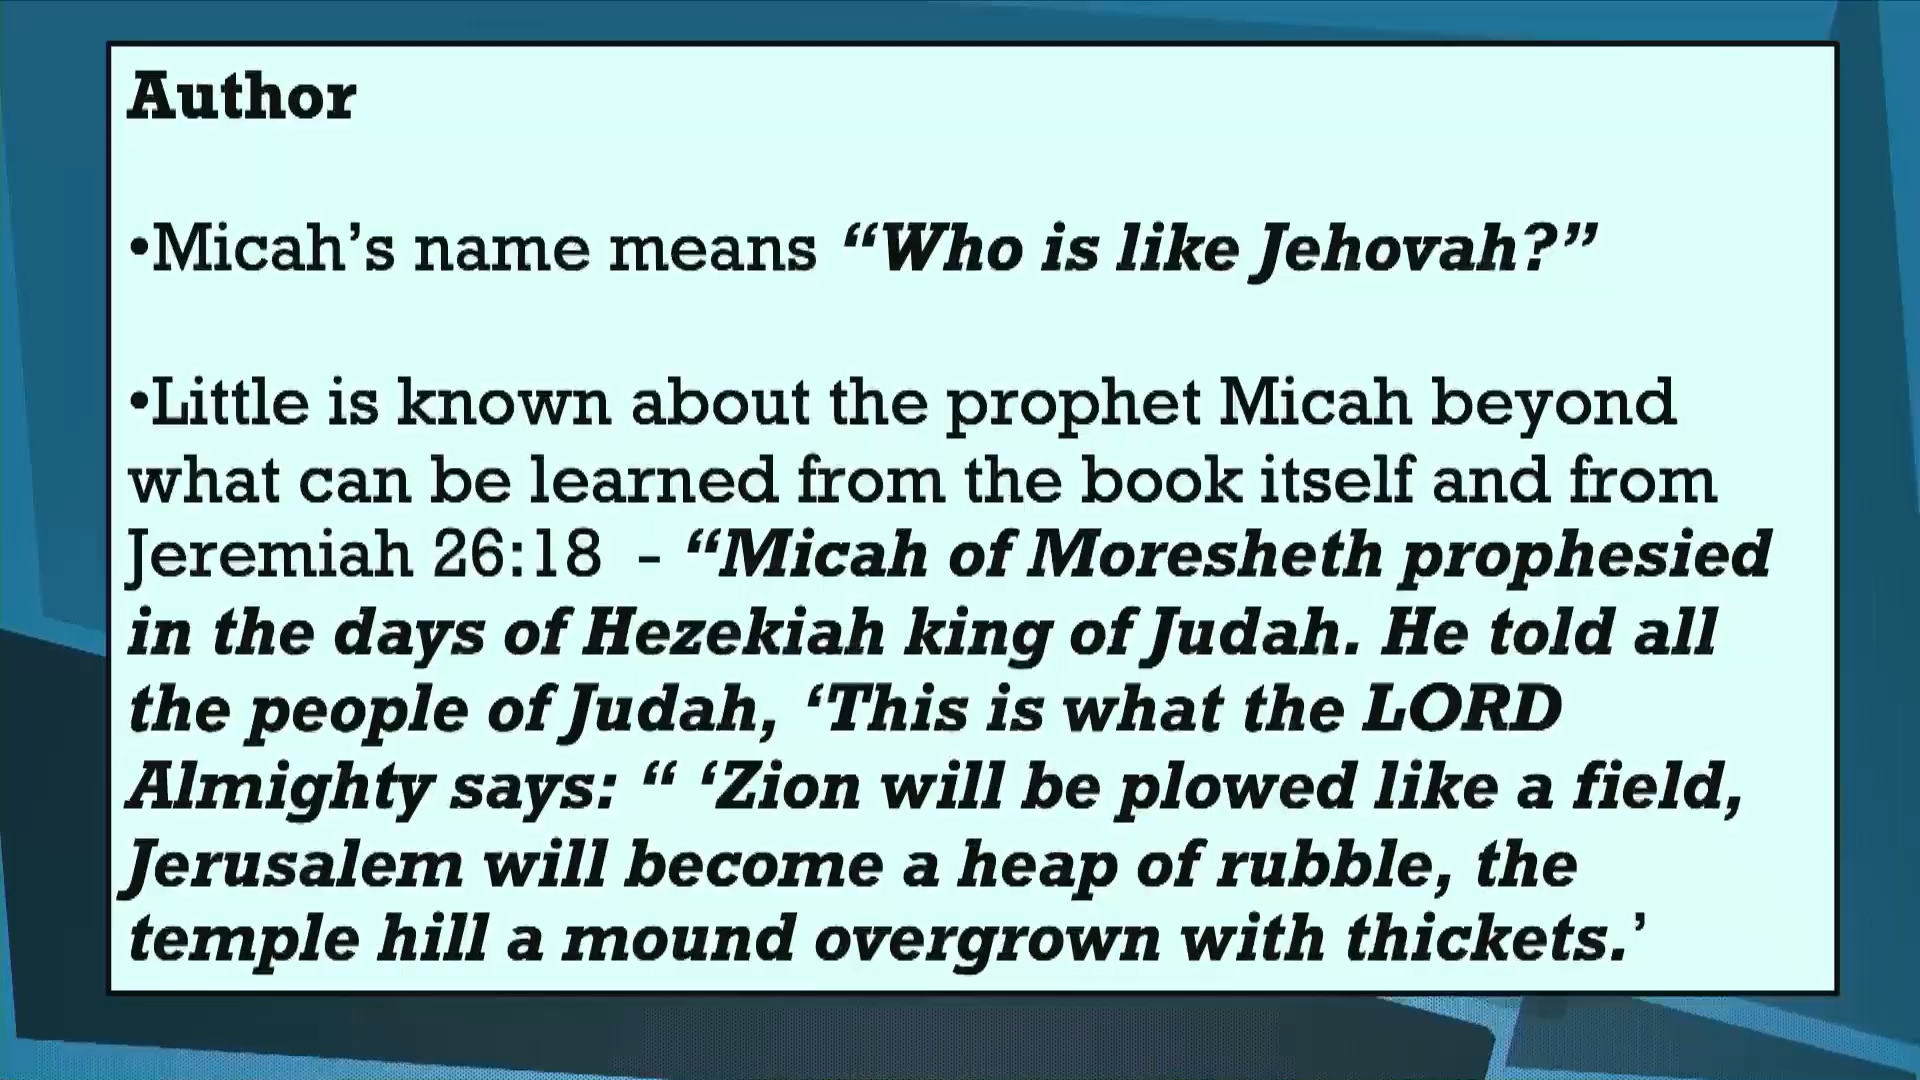 Author
•Micah’s name means “Who is like Jehovah?”
•Little is known about the prophet Micah beyond
what can be learned from the book itself and from
Jeremiah 26:18  - “Micah of Moresheth prophesied
in the days of Hezekiah king of Judah. He told all
the people of Judah, ‘This is what the LORD
Almighty says: “ ‘Zion will be plowed like a field,
Jerusalem will become a heap of rubble, the
temple hill a mound overgrown with thickets.’